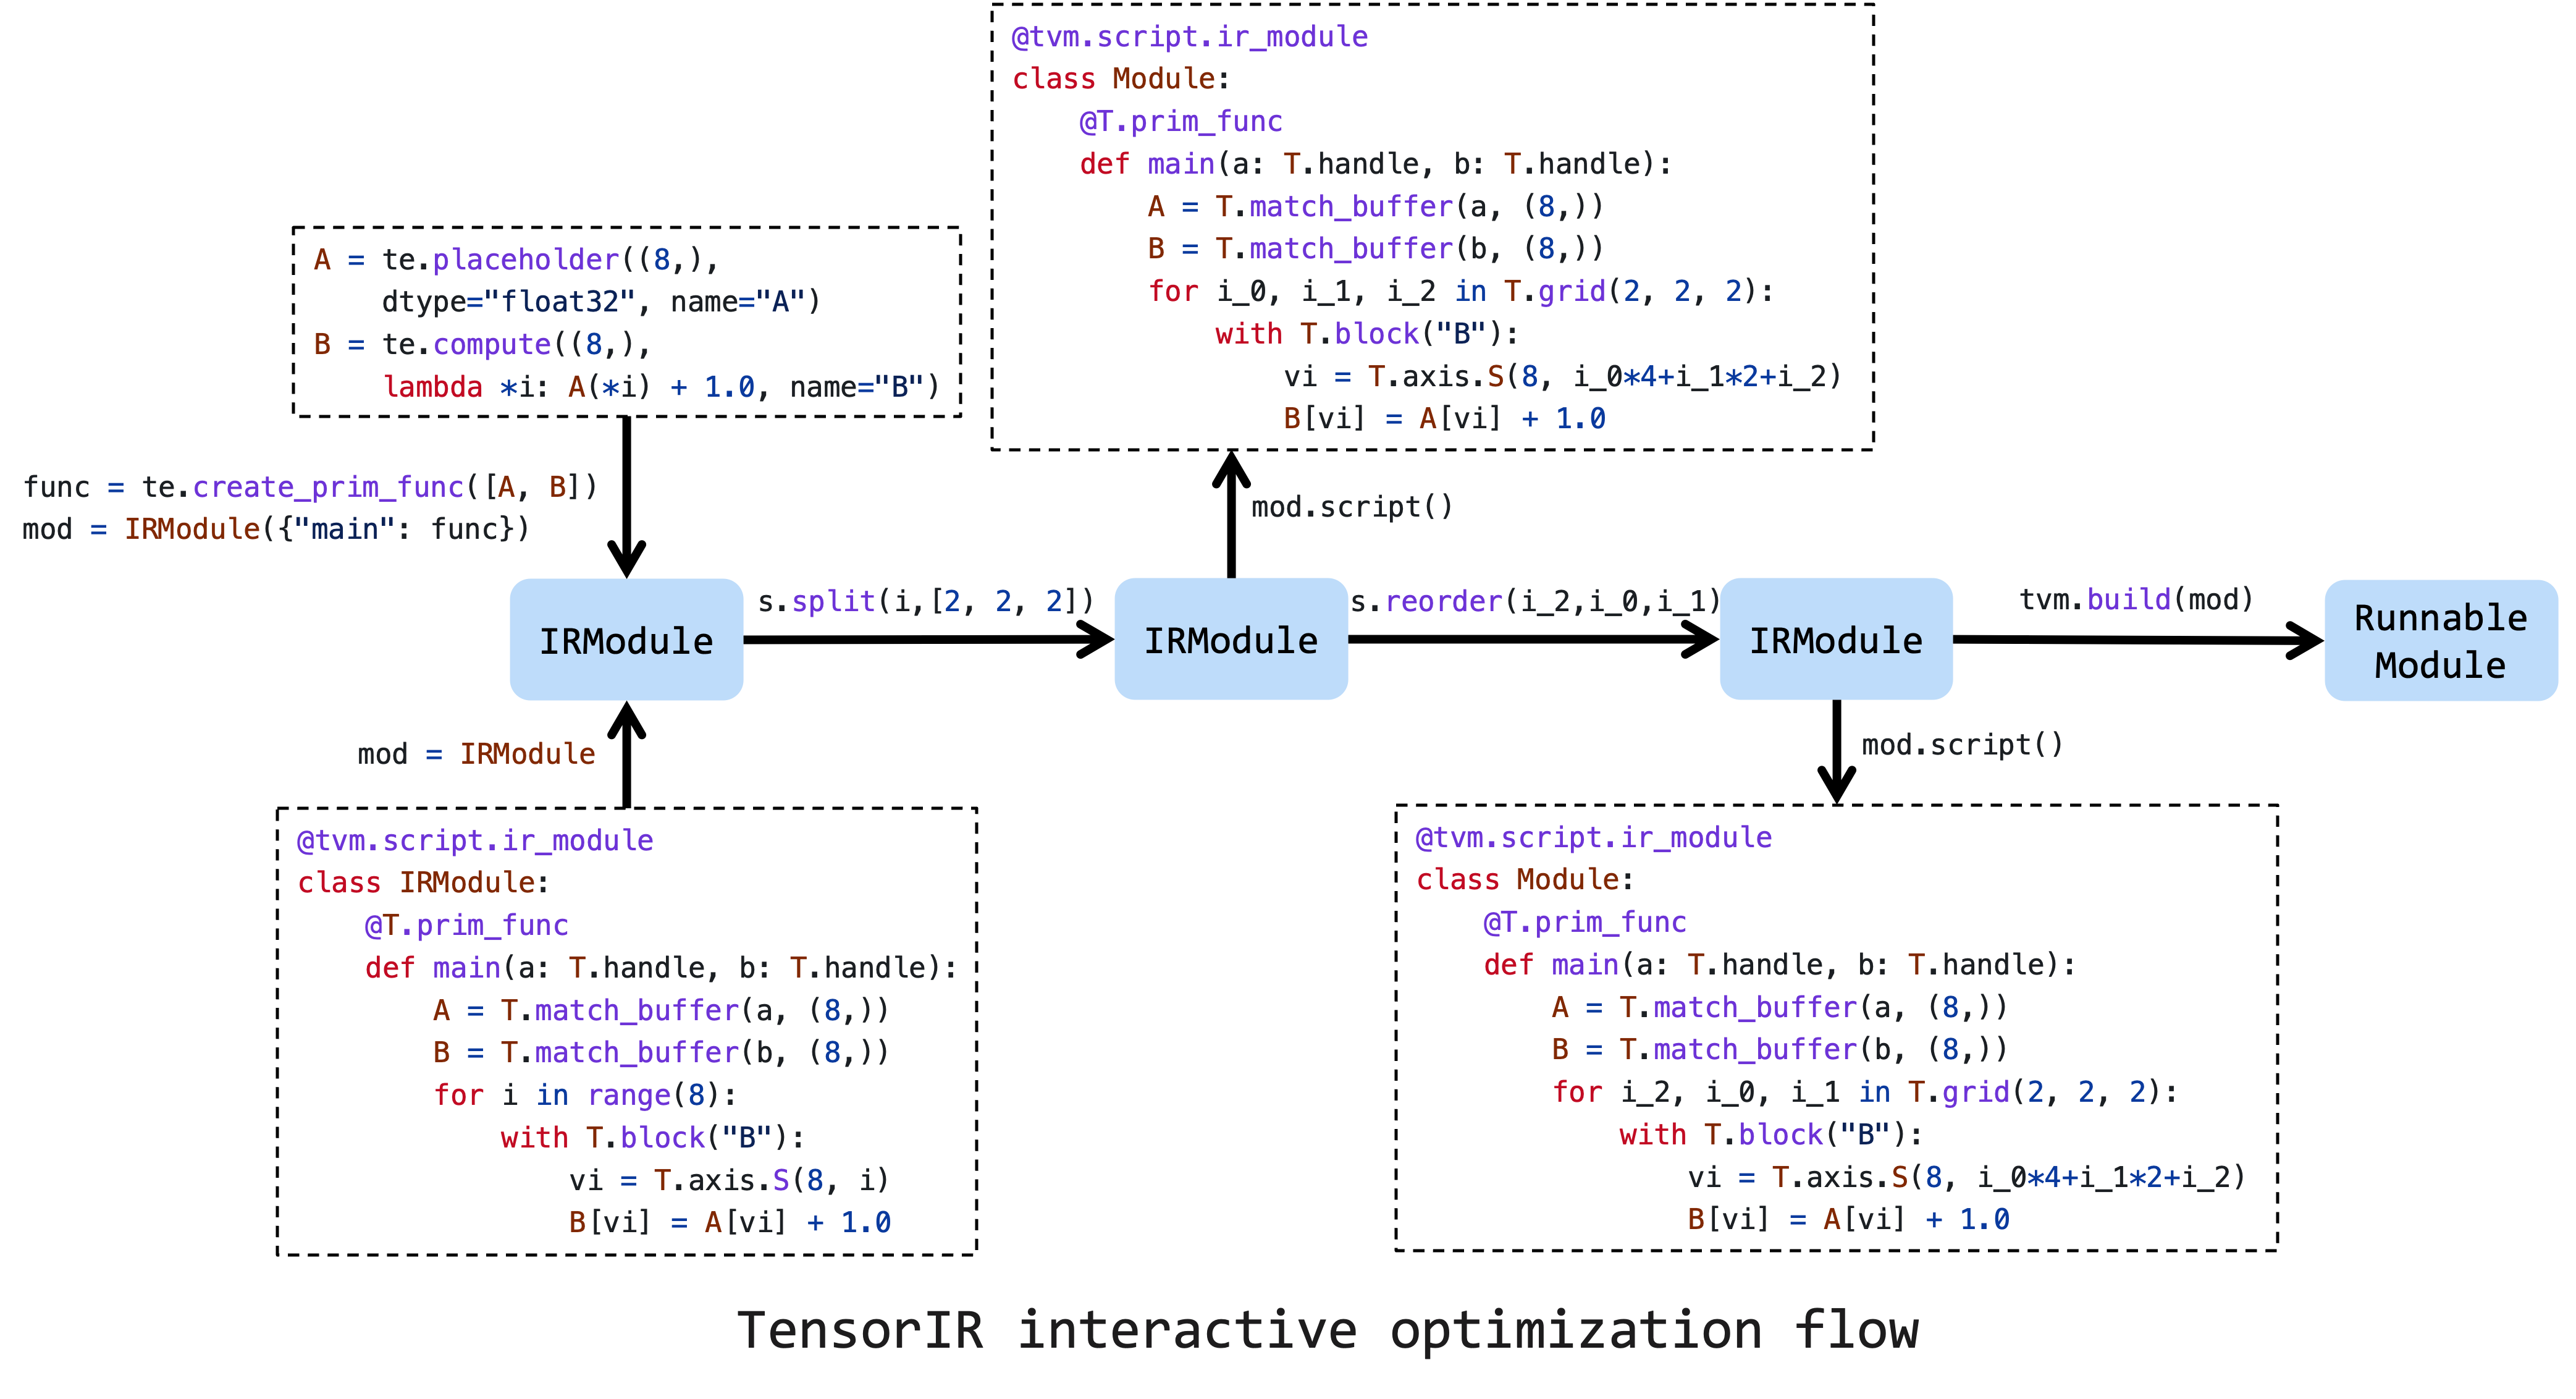 @tvm.script.ir_module
class Module:
    @T.prim_func
    def main(a: T.handle, b: T.handle):
        A = T.match_buffer(a, (8,))
        B = T.match_buffer(b, (8,))
        for i_0, i_1, i_2 in T.grid(2, 2, 2):
            with T.block("B"):
                vi = T.axis.S(8, i_0*4+i_1*2+i_2)
                B[vi] = A[vi] + 1.0
A = te.placeholder((8,),
    dtype="float32", name="A")
B = te.compute((8,),
    lambda *i: A(*i) + 1.0, name="B")
func = te.create_prim_func([A, B])
mod = IRModule({"main": func})
mod.script()
IRModule
s.split(i,[2, 2, 2])
IRModule
s.reorder(i_2,i_0,i_1)
IRModule
tvm.build(mod)
Runnable
Module
mod = IRModule
mod.script()
@tvm.script.ir_module
class IRModule:
    @T.prim_func
    def main(a: T.handle, b: T.handle):
        A = T.match_buffer(a, (8,))
        B = T.match_buffer(b, (8,))
        for i in range(8):
            with T.block("B"):
                vi = T.axis.S(8, i)
                B[vi] = A[vi] + 1.0
@tvm.script.ir_module
class Module:
    @T.prim_func
    def main(a: T.handle, b: T.handle):
        A = T.match_buffer(a, (8,))
        B = T.match_buffer(b, (8,))
        for i_2, i_0, i_1 in T.grid(2, 2, 2):
            with T.block("B"):
                vi = T.axis.S(8, i_0*4+i_1*2+i_2)
                B[vi] = A[vi] + 1.0
TensorIR interactive optimization flow